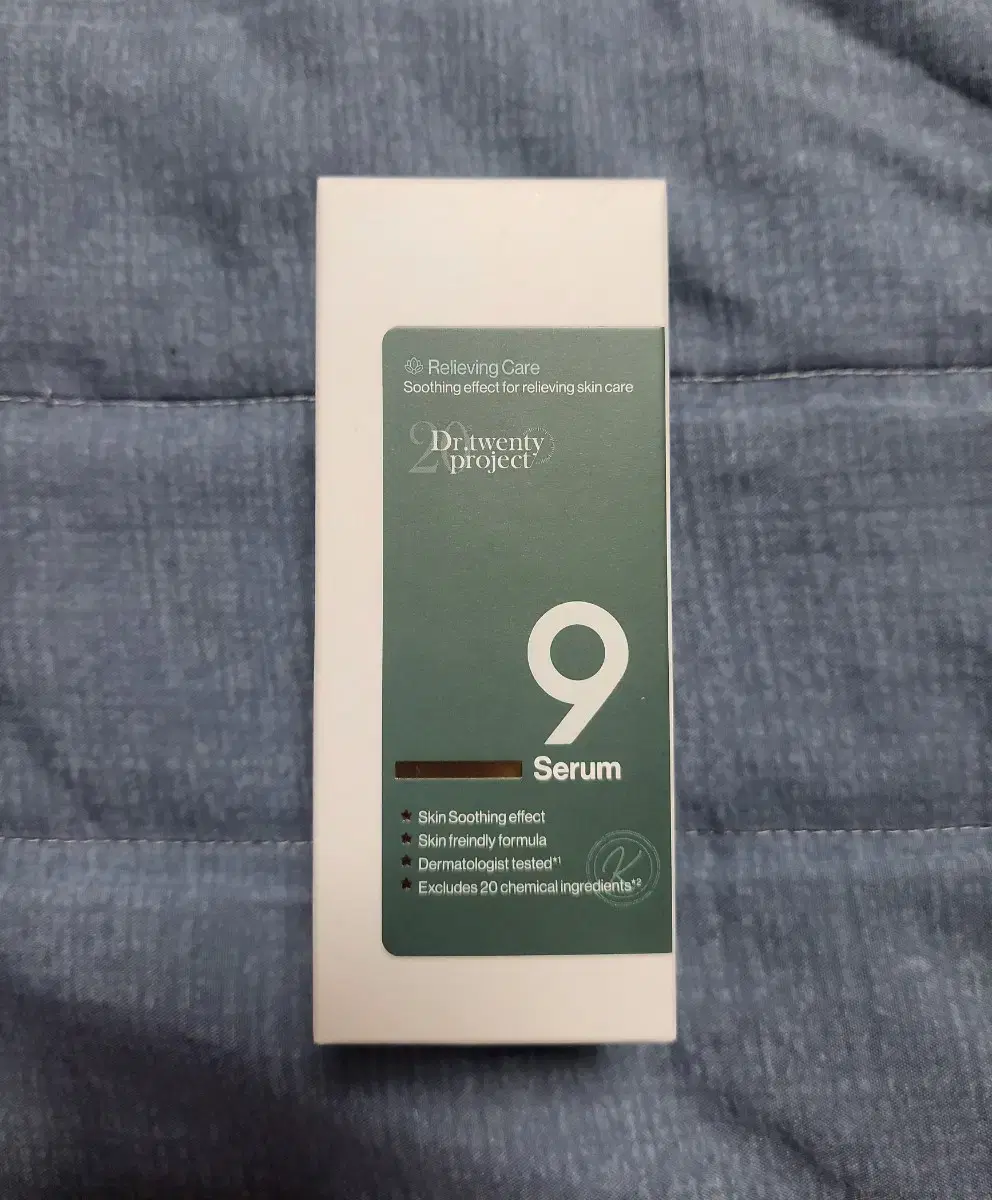 Relieving Care
Soothing effect for relieving skin care
20
Dr.twenty
project
9
Serum
Skin Soothing effect
Skin freindly formula
Dermatologist tested*1
Excludes 20 chemical ingredients*2
K